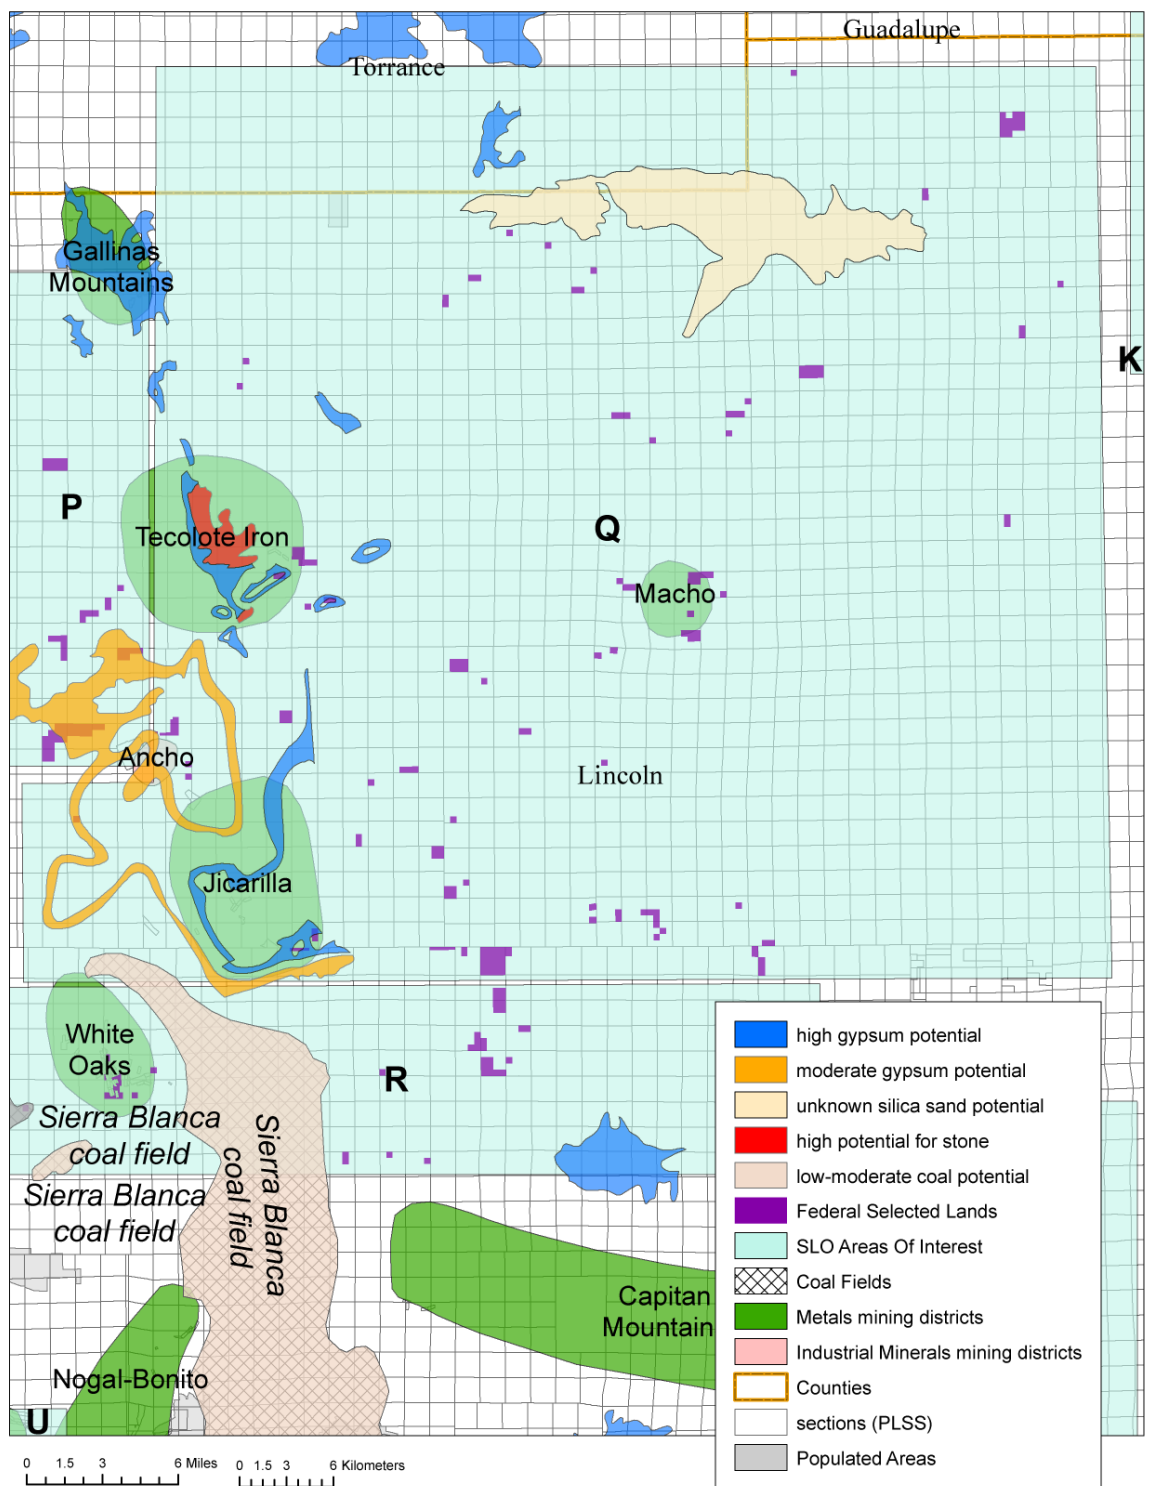 Guadalupe
Torrance
Gallinas
Mountains
K
P
Q
Tecolote Iron
Macho
Ancho
Lincoln
Jicarilla
White
Oaks
R
Sierra Blanca
coal field
Sierra Blanca
coal field
Sierra Blanca
coal field
Capitan
Mountain
Nogal-Bonito
U
high gypsum potential
moderate gypsum potential
unknown silica sand potential
high potential for stone
low-moderate coal potential
Federal Selected Lands
SLO Areas Of Interest
Coal Fields
Metals mining districts
Industrial Minerals mining districts
Counties
sections (PLSS)
Populated Areas
0 1.5 3 6 Miles
0 1.5 3 6 Kilometers